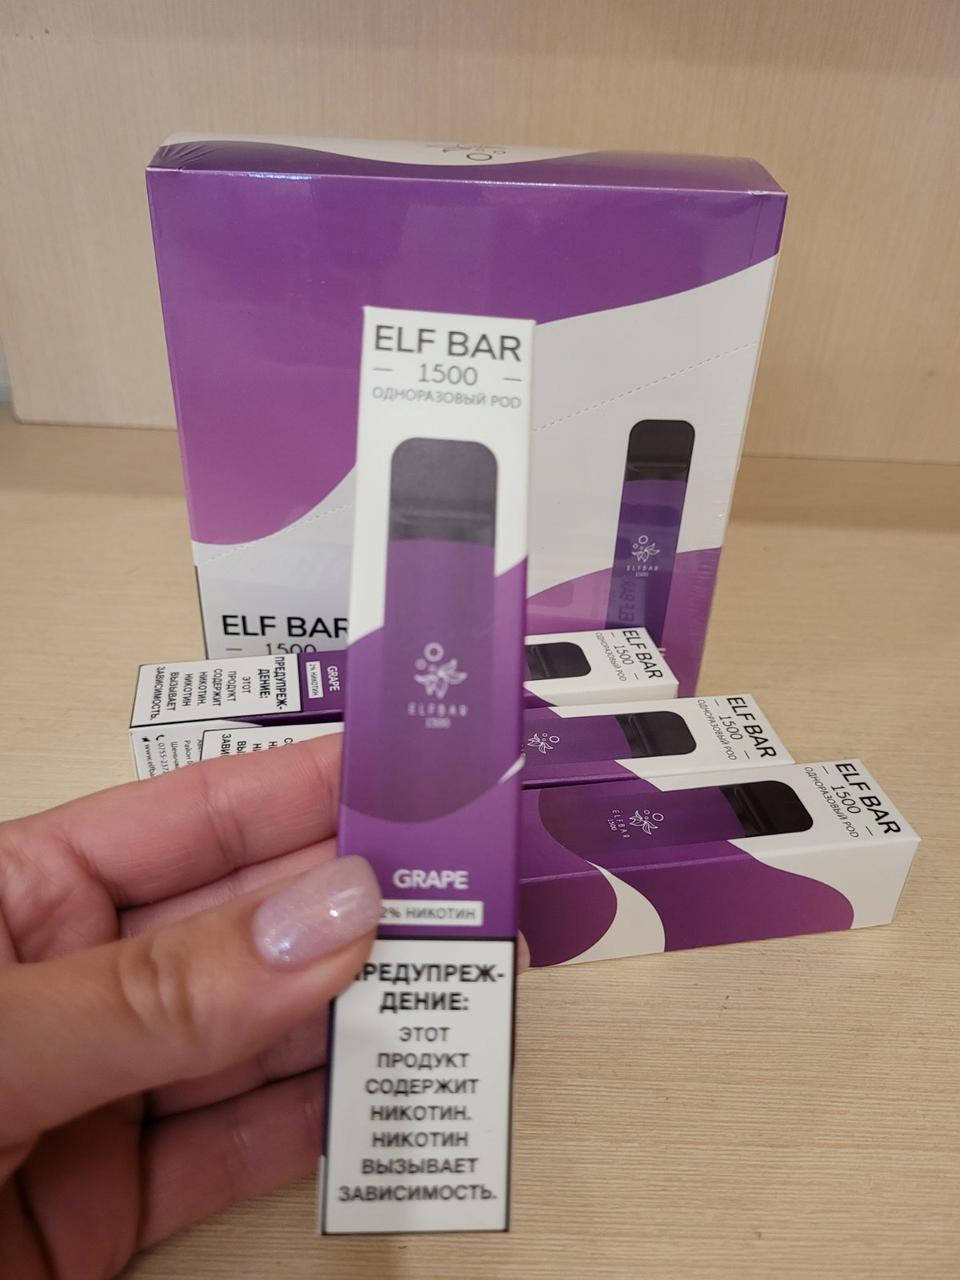 ELF BAR
— 1500 —
ОДНОРАЗОВЫЙ POD
ELFBAR
1500
GRAPE
2% НИКОТИН
ПРЕДУПРЕЖ-
ДЕНИЕ:
ЭТОТ
ПРОДУКТ
СОДЕРЖИТ
НИКОТИН.
НИКОТИН
ВЫЗЫВАЕТ
ЗАВИСИМОСТЬ.
ELF BAR
— 1500
ELFBAR
1500
ELF BAR
— 1500 —
ОДНОРАЗОВЫЙ POD
GRAPE
2% НИКОТИН
ПРЕДУПРЕЖ-
ДЕНИЕ:
ЭТОТ
ПРОДУКТ
СОДЕРЖИТ
НИКОТИН.
НИКОТИН
ВЫЗЫВАЕТ
ЗАВИСИМОСТЬ.
ELF BAR
— 1500 —
ОДНОРАЗОВЫЙ POD
ELF BAR
— 1500 —
ОДНОРАЗОВЫЙ POD
ELFBAR
1500